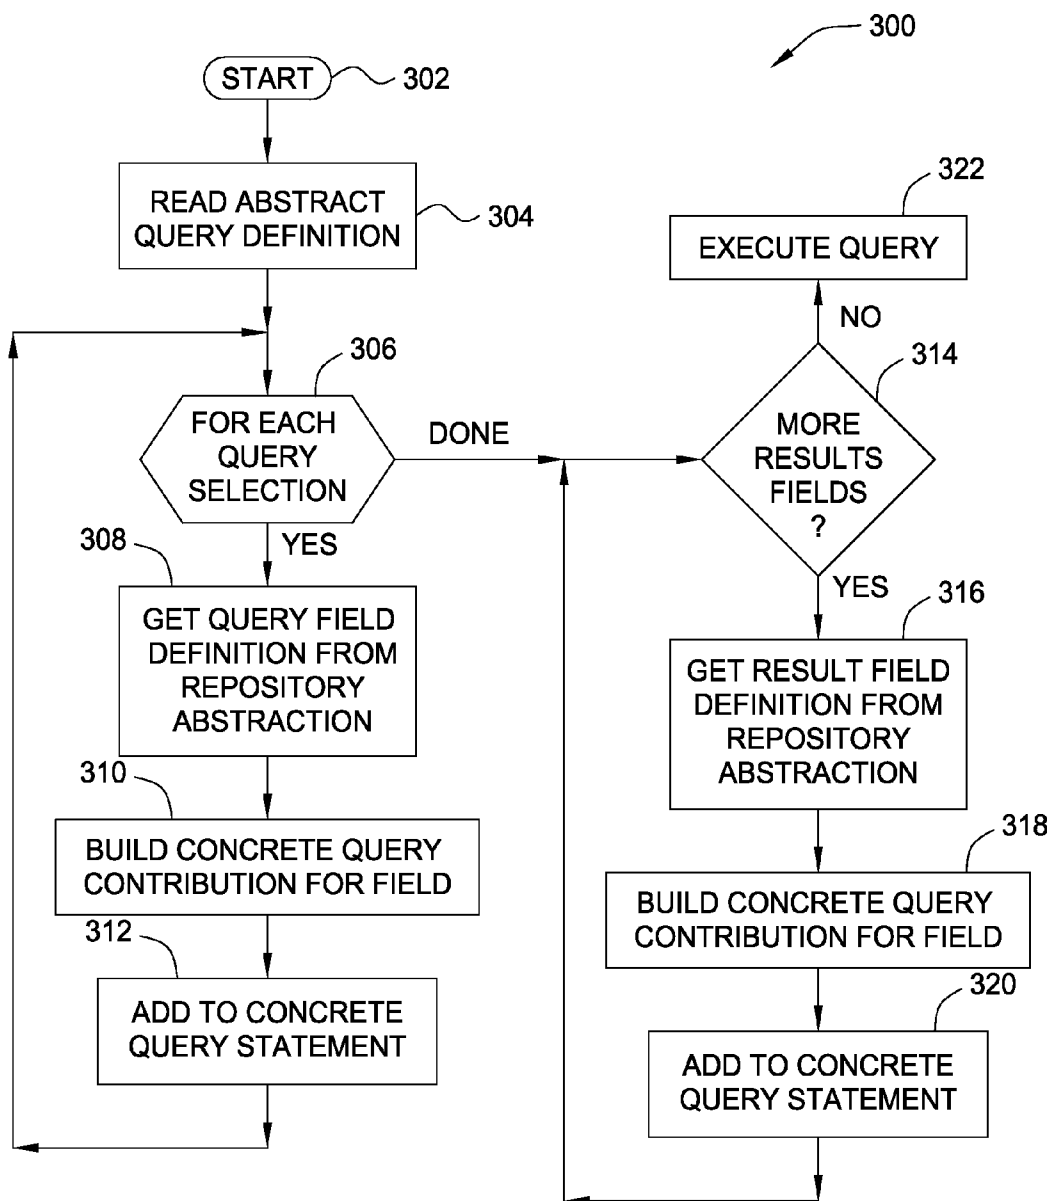 300
START
302
READ ABSTRACT
QUERY DEFINITION
304
306
FOR EACH
QUERY
SELECTION
DONE
YES
308
GET QUERY FIELD
DEFINITION FROM
REPOSITORY
ABSTRACTION
310
BUILD CONCRETE QUERY
CONTRIBUTION FOR FIELD
312
ADD TO CONCRETE
QUERY STATEMENT
322
EXECUTE QUERY
NO
314
MORE
RESULTS
FIELDS
?
YES
316
GET RESULT FIELD
DEFINITION FROM
REPOSITORY
ABSTRACTION
318
BUILD CONCRETE QUERY
CONTRIBUTION FOR FIELD
320
ADD TO CONCRETE
QUERY STATEMENT